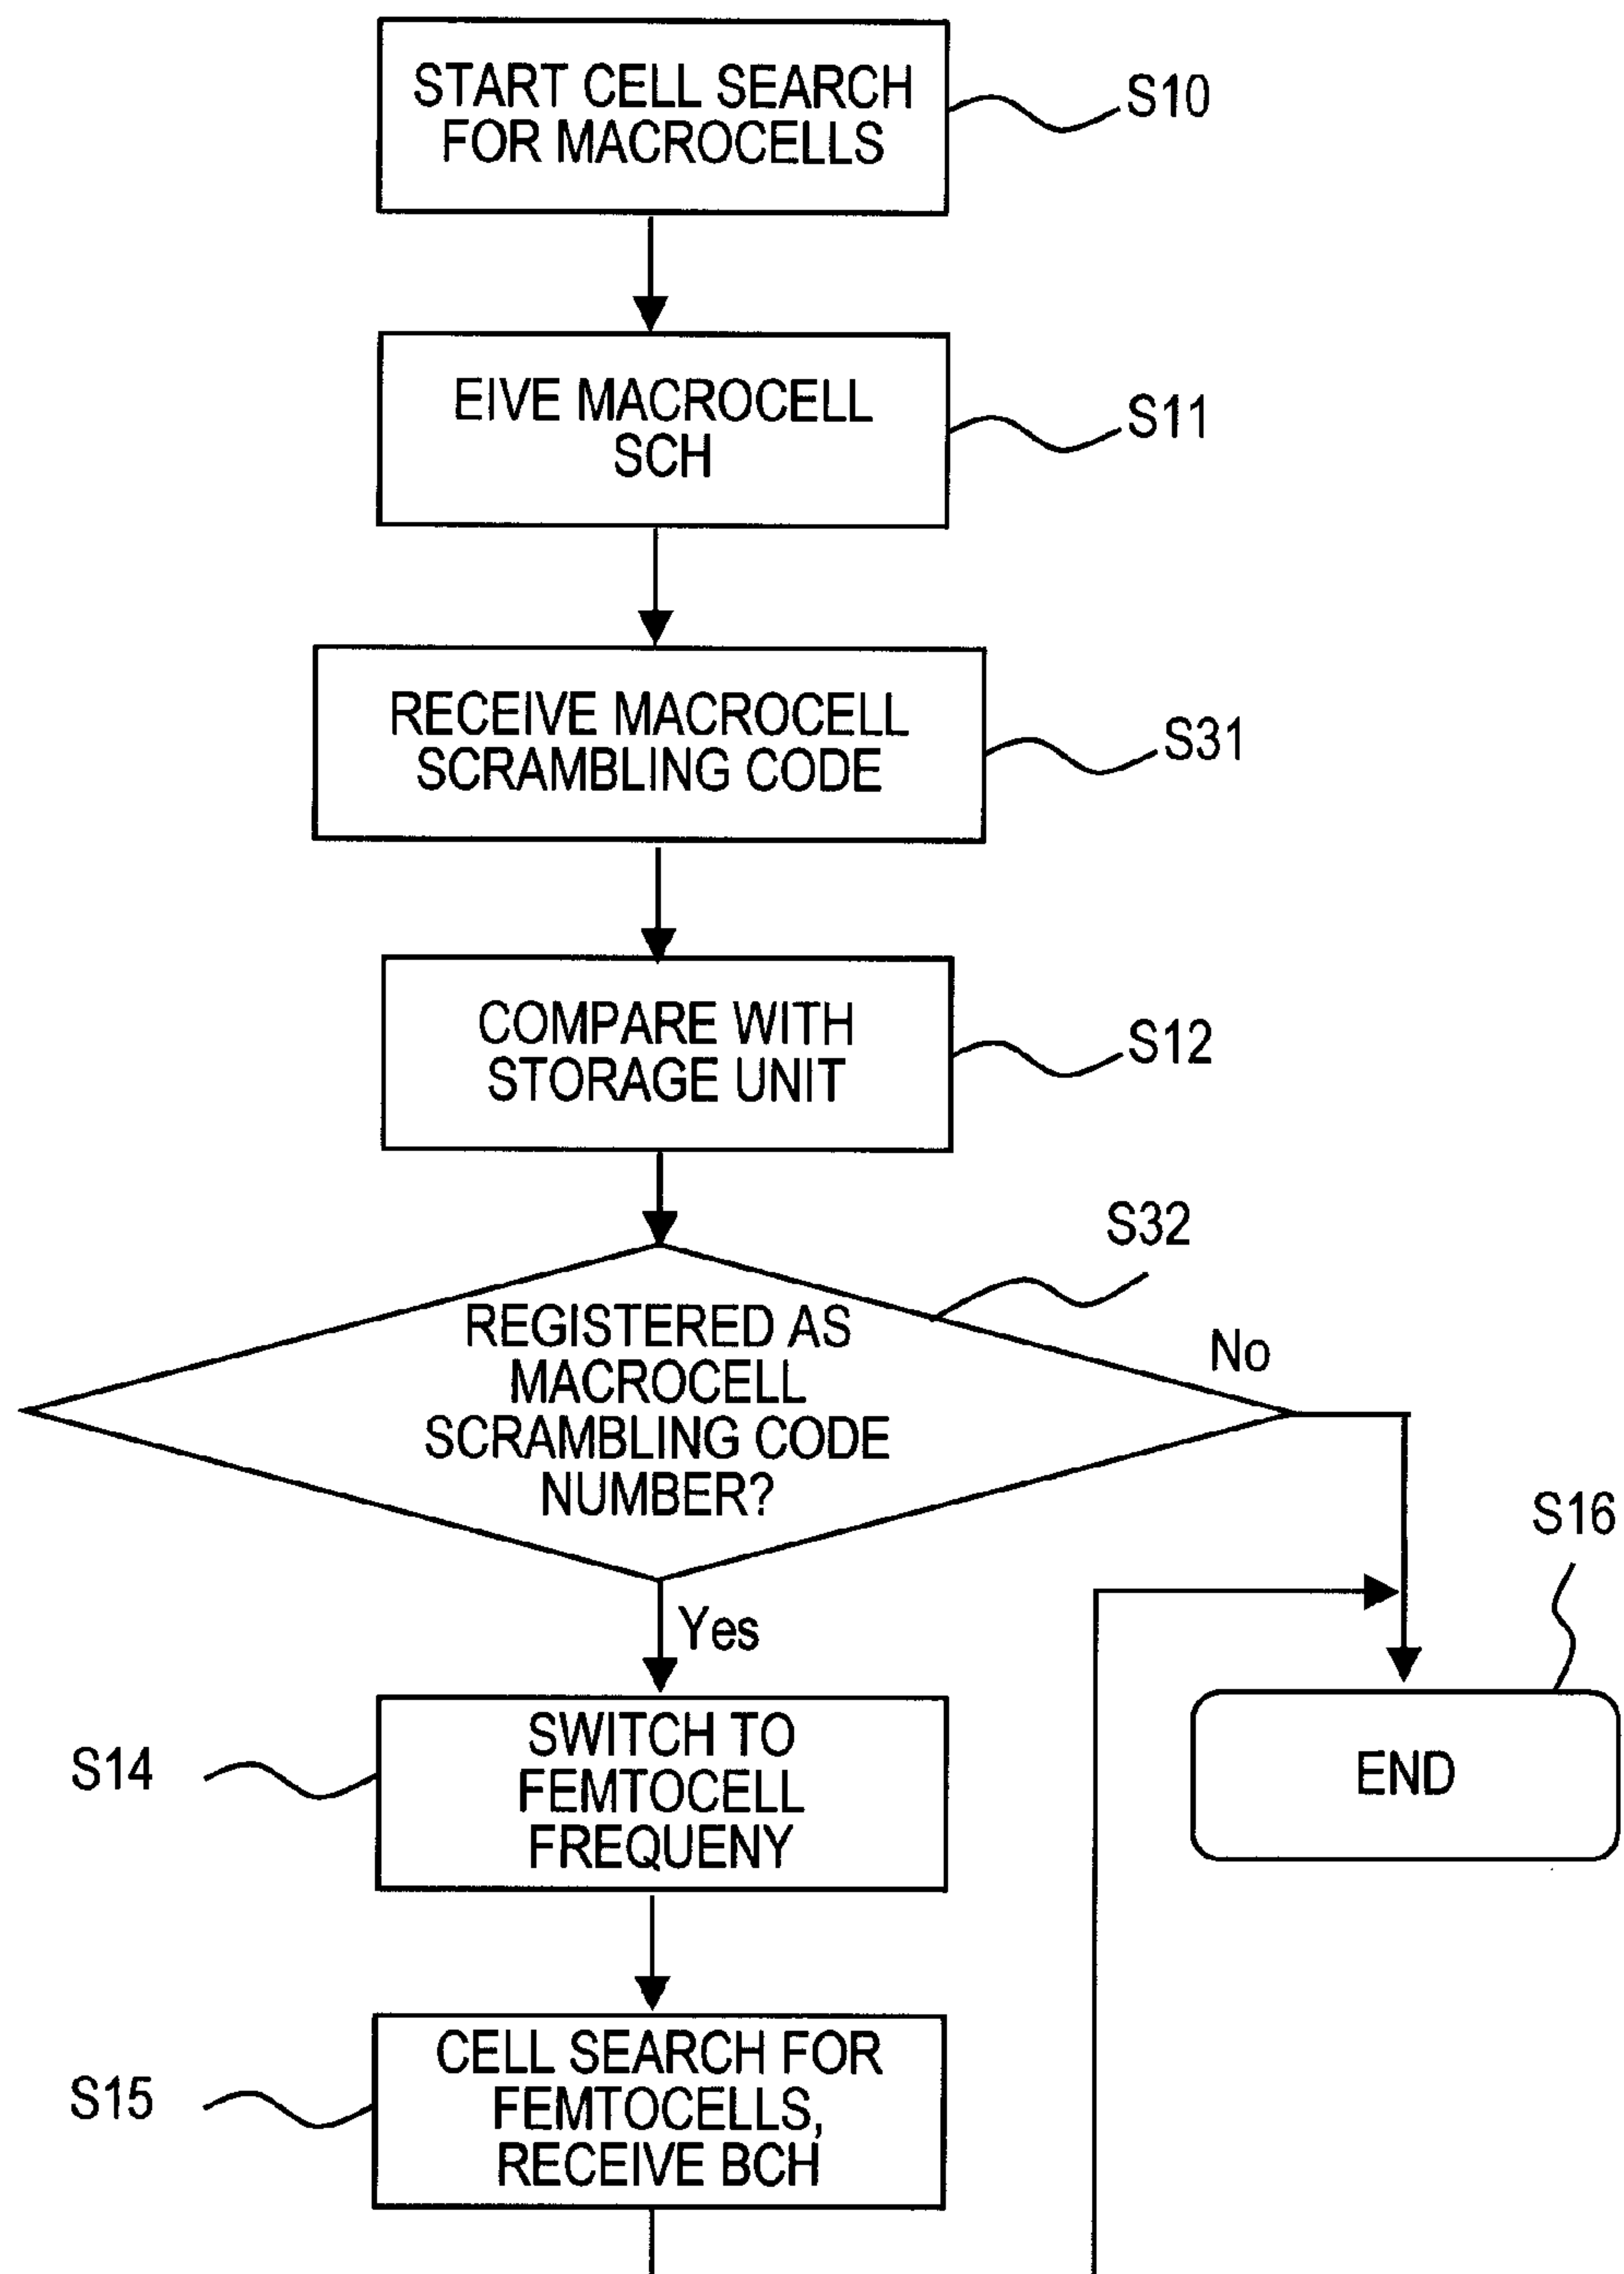 START CELL SEARCH
FOR MACROCELLS
S10
EIVE MACROCELL
SCH
S11
RECEIVE MACROCELL
SCRAMBLING CODE
S31
COMPARE WITH
STORAGE UNIT
S12
S32
REGISTERED AS
MACROCELL
SCRAMBLING CODE
NUMBER?
No
Yes
S16
END
S14
SWITCH TO
FEMTOCELL
FREQUENY
S15
CELL SEARCH FOR
FEMTOCELLS,
RECEIVE BCH